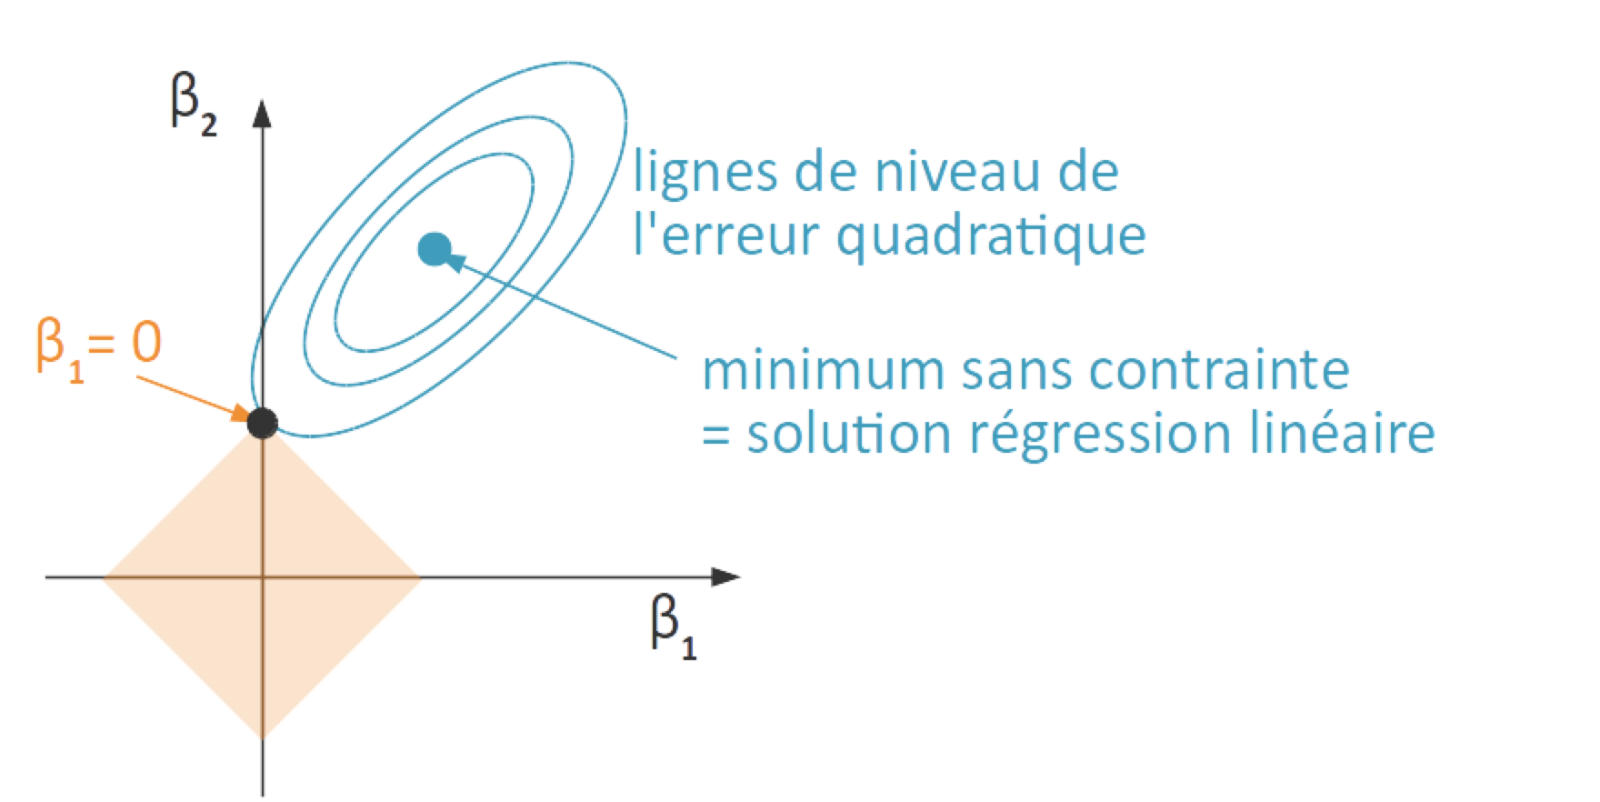 β₂
lignes de niveau de
l'erreur quadratique
β₁= 0
minimum sans contrainte
= solution régression linéaire
β₁